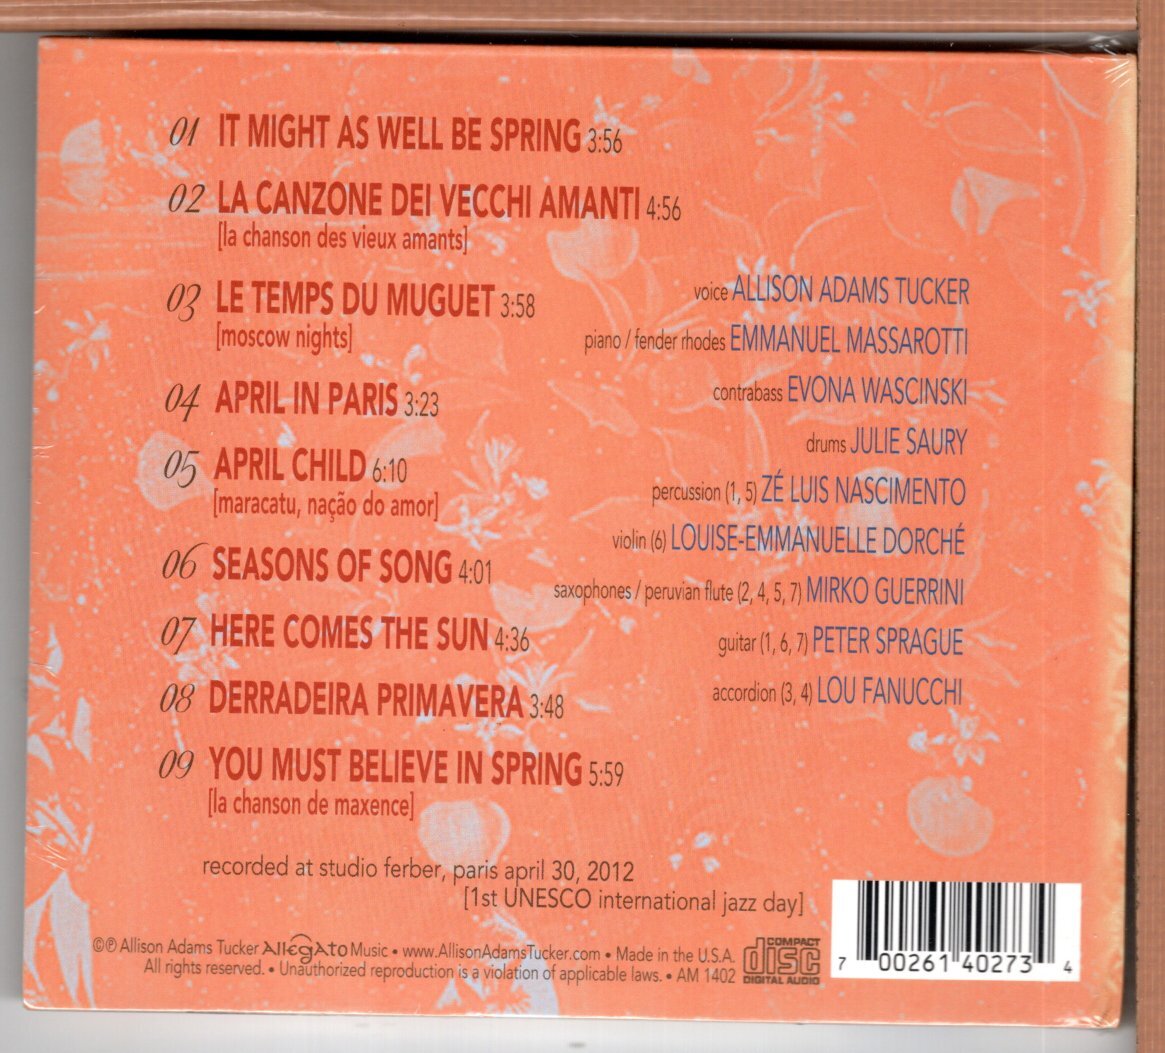 01 IT MIGHT AS WELL BE SPRING 3:56
02 LA CANZONE DEI VECCHI AMANTI 4:56
[la chanson des vieux amants]
03 LE TEMPS DU MUGUET 3:58
[moscow nights]
04 APRIL IN PARIS 3:23
05 APRIL CHILD 6:10
[maracatu, nação do amor]
06 SEASONS OF SONG 4:01
07 HERE COMES THE SUN 4:36
08 DERRADEIRA PRIMAVERA 3:48
09 YOU MUST BELIEVE IN SPRING 5:59
[la chanson de maxence]
voice ALLISON ADAMS TUCKER
piano / fender rhodes EMMANUEL MASSAROTTI
contrabass EVONA WASCINSKI
drums JULIE SAURY
percussion (1, 5) ZÉ LUIS NASCIMENTO
violin (6) LOUISE-EMMANUELLE DORCHÉ
saxophones / peruvian flute (2, 4, 5, 7) MIRKO GUERRINI
guitar (1, 6, 7) PETER SPRAGUE
accordion (3, 4) LOU FANUCCHI
recorded at studio ferber, paris april 30, 2012
[1st UNESCO international jazz day]
©℗ Allison Adams Tucker Allegato Music • www.AllisonAdamsTucker.com • Made in the U.S.A.
All rights reserved. • Unauthorized reproduction is a violation of applicable laws. • AM 1402
COMPACT
disc
DIGITAL AUDIO
7 00261 40273 4